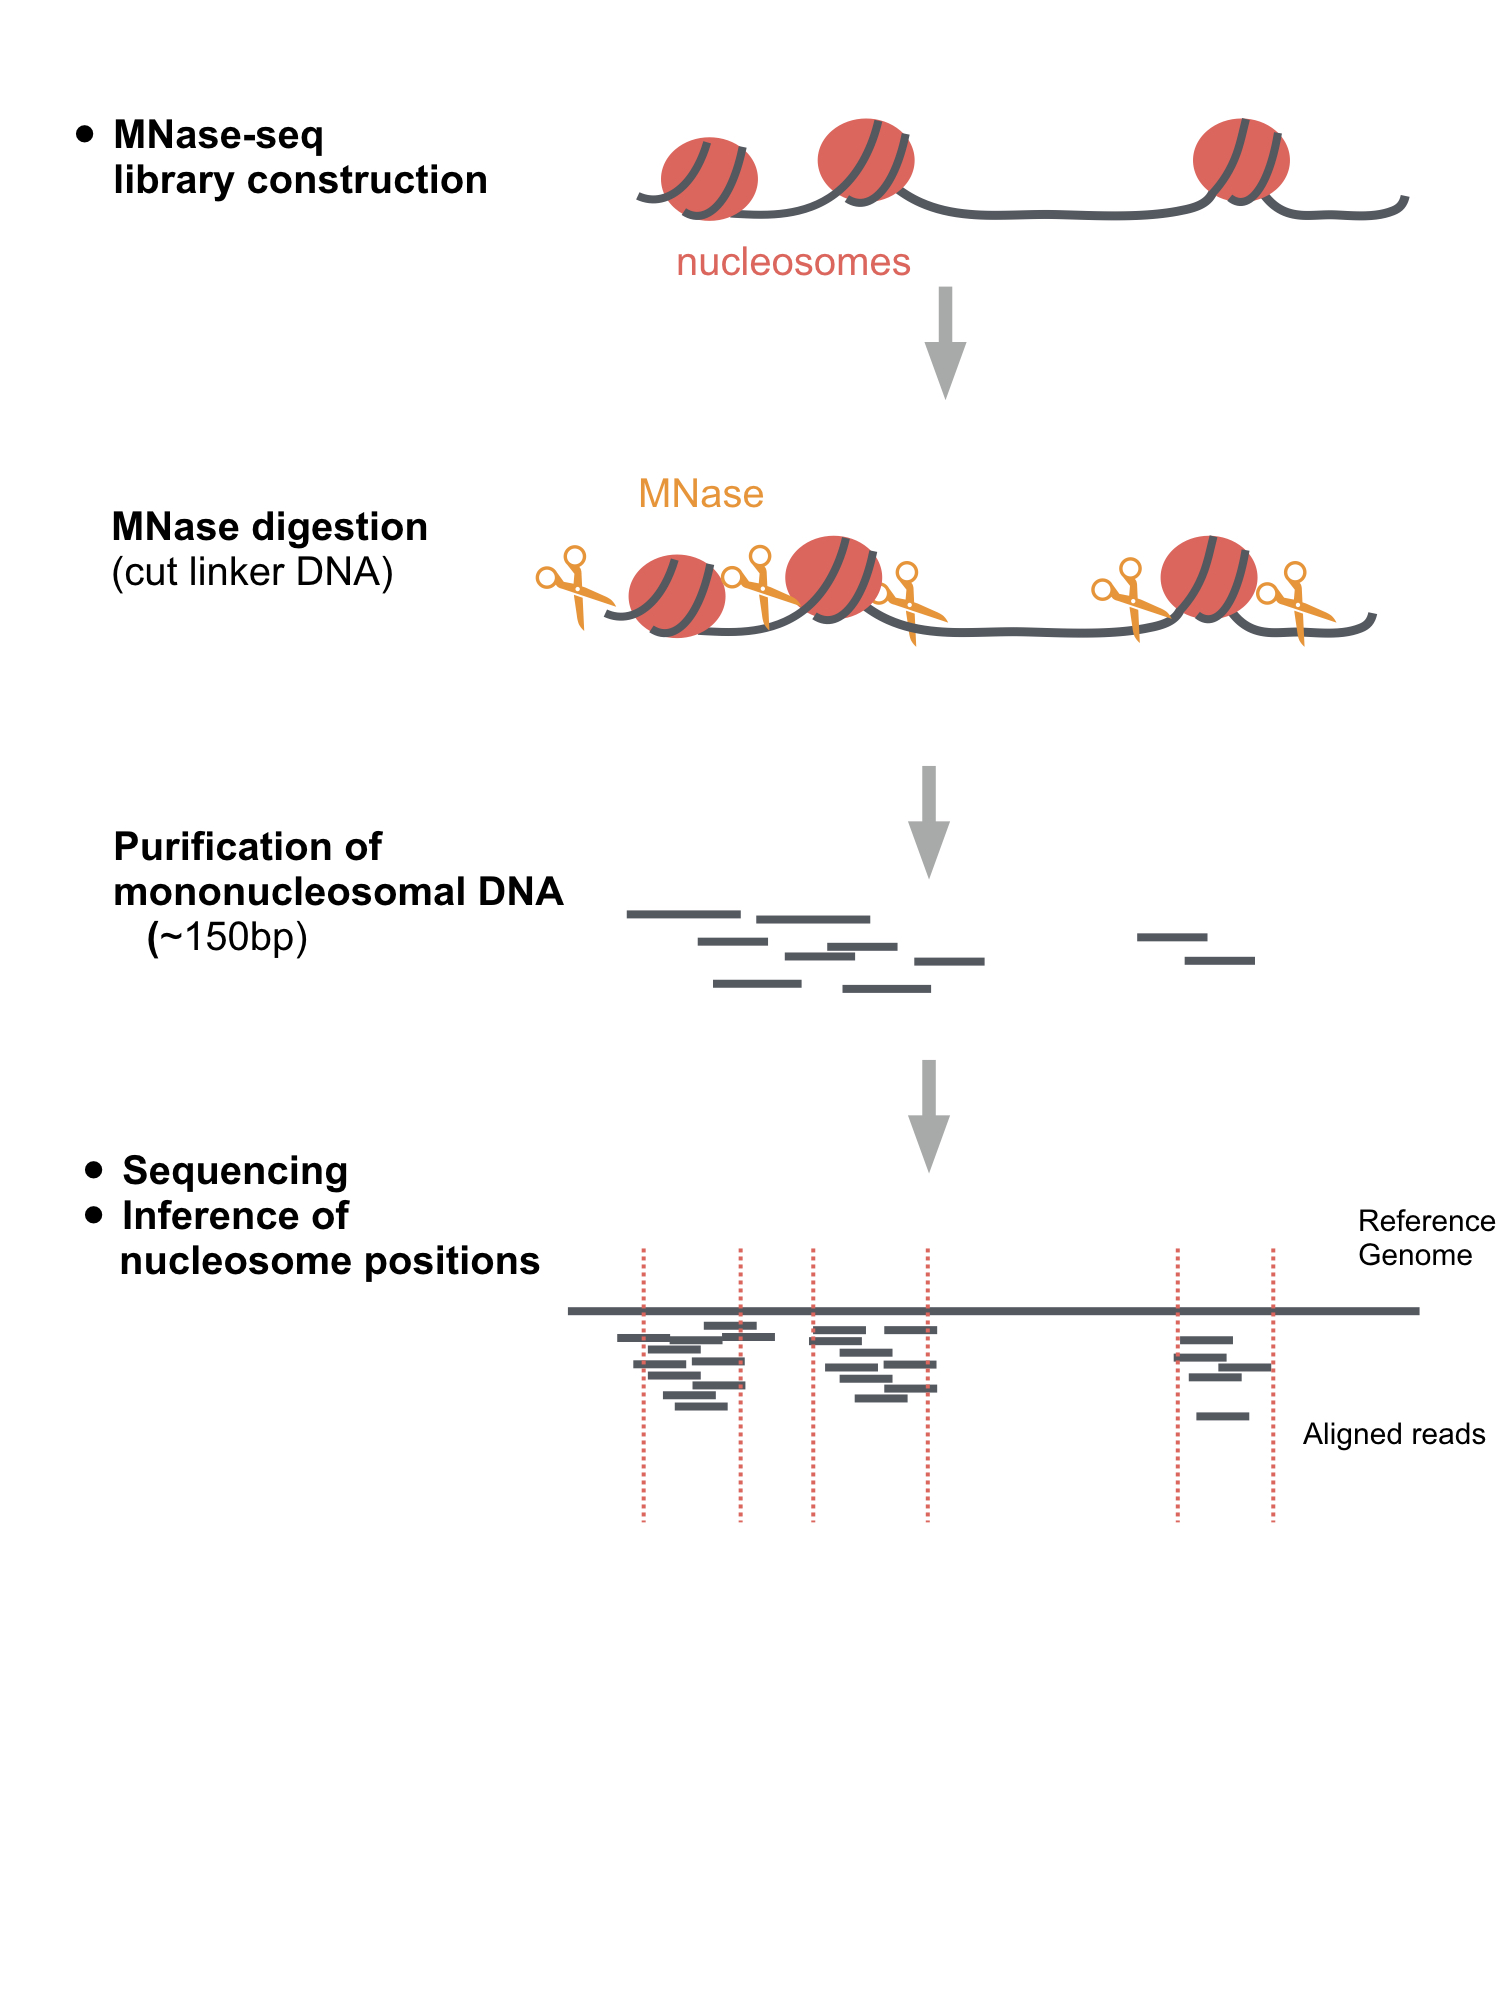 • MNase-seq
library construction
nucleosomes
MNase
MNase digestion
(cut linker DNA)
Purification of
mononucleosomal DNA
(~150bp)
• Sequencing
• Inference of
nucleosome positions
Reference
Genome
Aligned reads